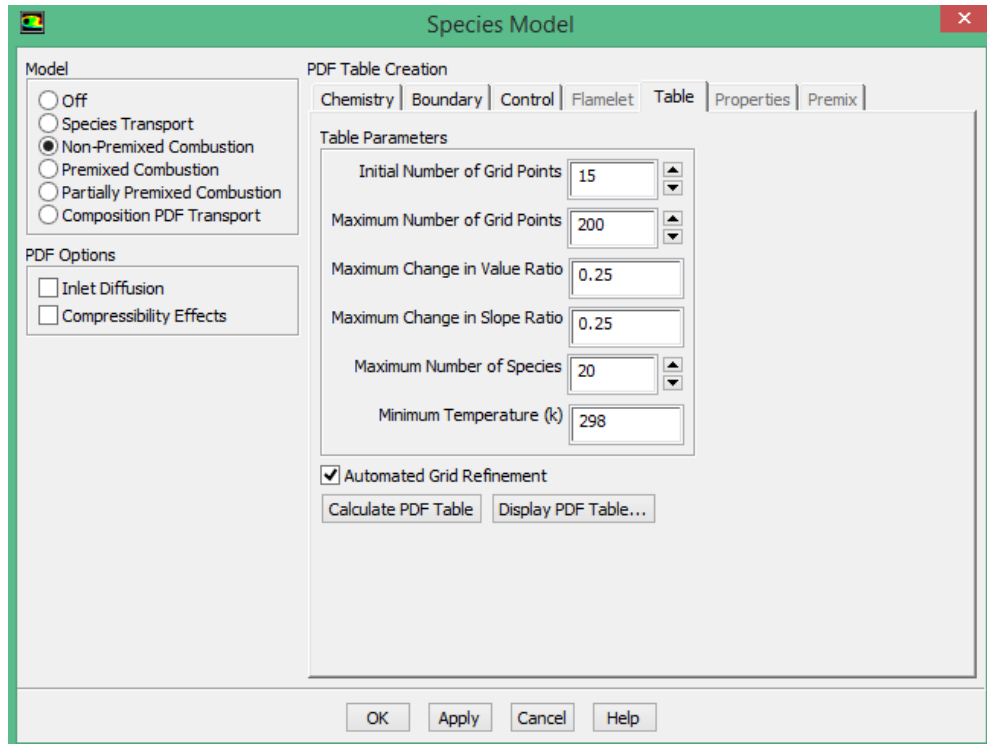 Species Model
Model
Off
Species Transport
Non-Premixed Combustion
Premixed Combustion
Partially Premixed Combustion
Composition PDF Transport
PDF Options
Inlet Diffusion
Compressibility Effects
PDF Table Creation
Chemistry Boundary Control Flamelet Table Properties Premix
Table Parameters
Initial Number of Grid Points 15
Maximum Number of Grid Points 200
Maximum Change in Value Ratio 0.25
Maximum Change in Slope Ratio 0.25
Maximum Number of Species 20
Minimum Temperature (k) 298
Automated Grid Refinement
Calculate PDF Table Display PDF Table...
OK Apply Cancel Help